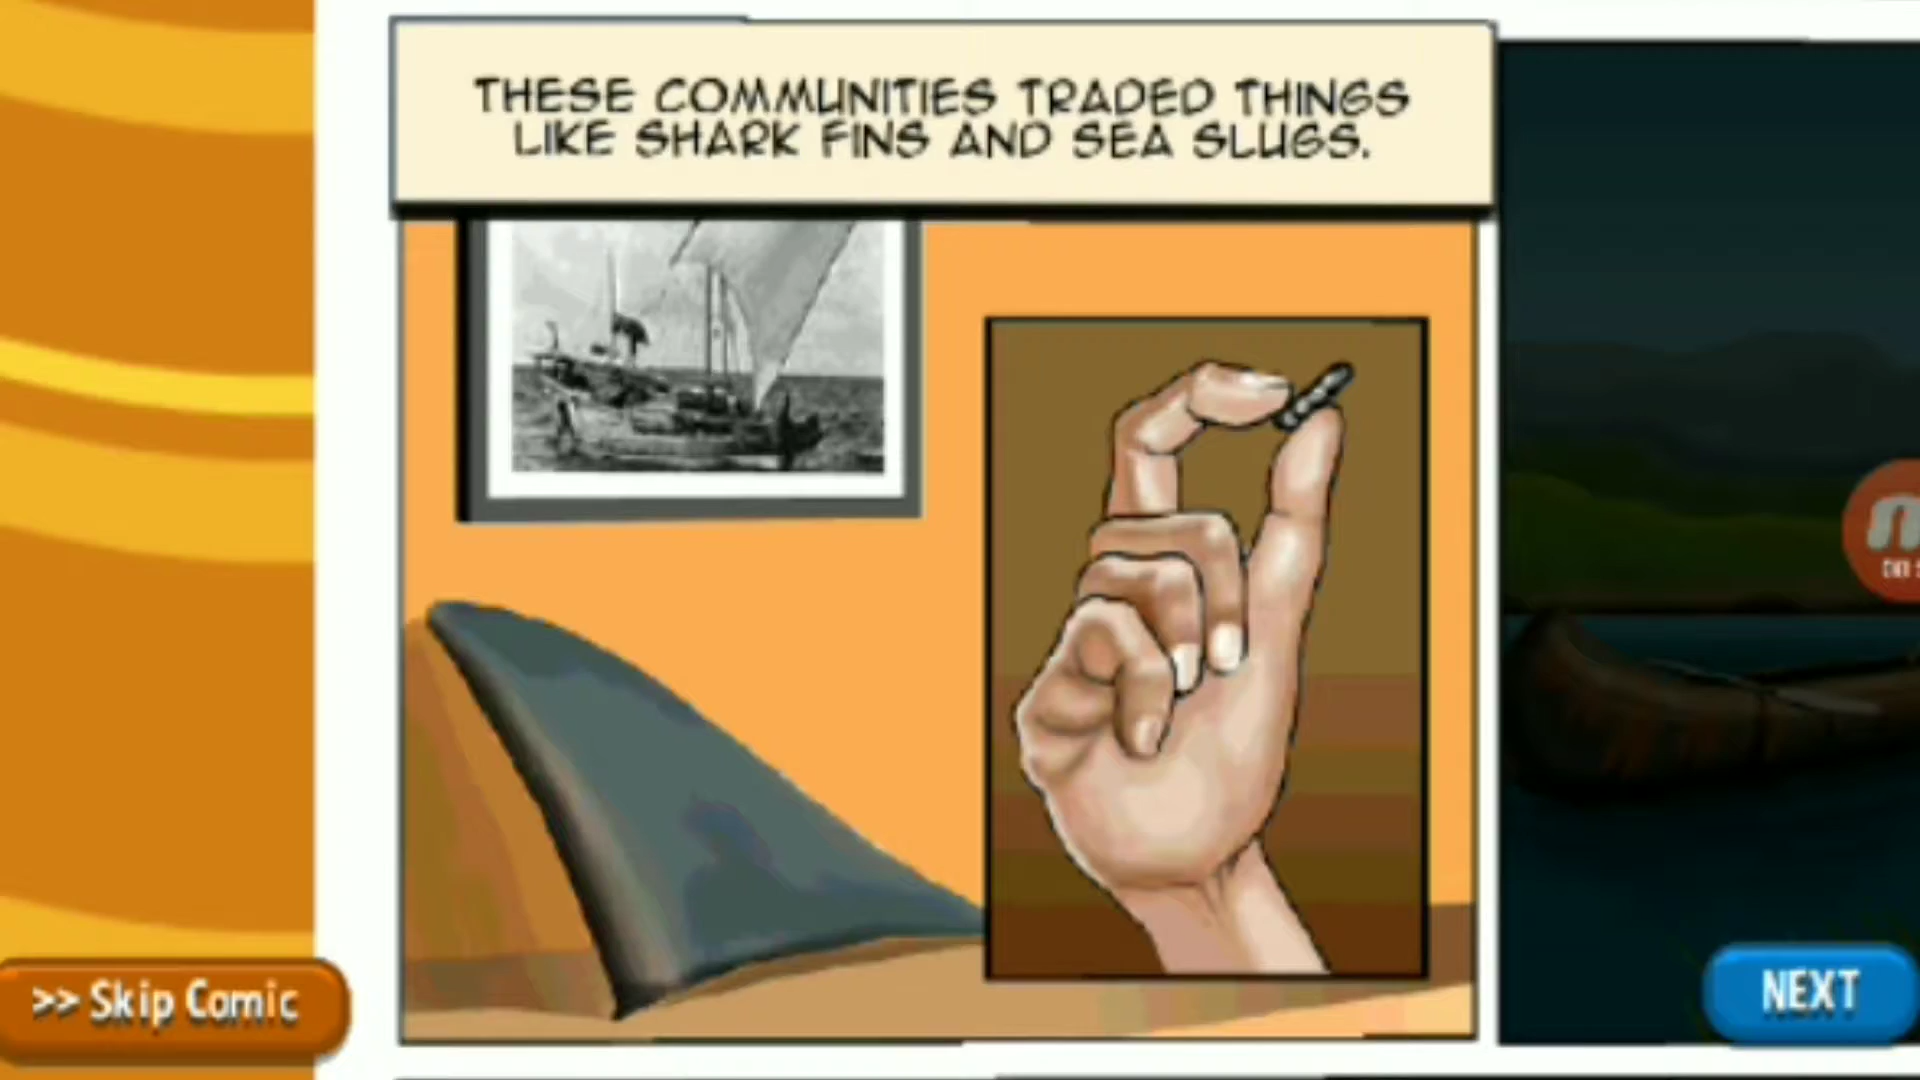 THESE COMMUNITIES TRADED THINGS
LIKE SHARK FINS AND SEA SLUGS.
>> Skip Comic
NEXT